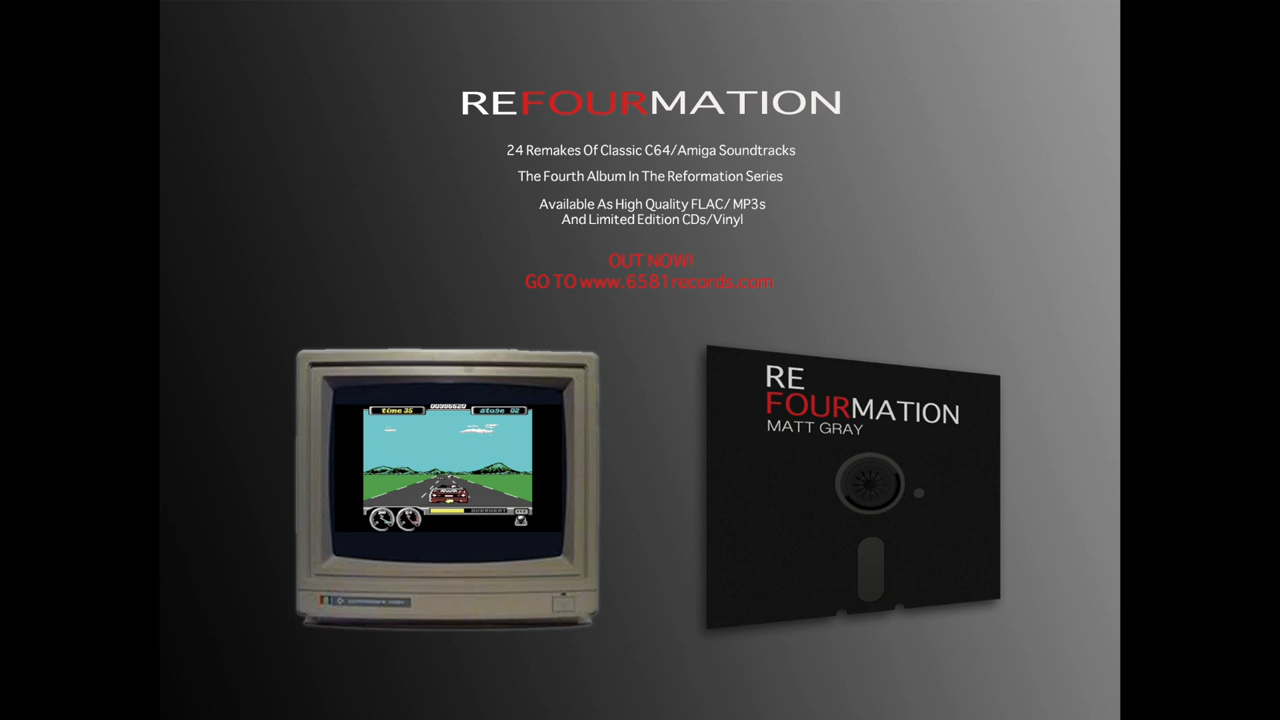 REFOURMATION
24 Remakes Of Classic C64/Amiga Soundtracks
The Fourth Album In The Reformation Series
Available As High Quality FLAC/ MP3s
And Limited Edition CDs/Vinyl
OUT NOW!
GO TO www.6581records.com
time 35
stage 02
OVERHEAT
RE
FOURMATION
MATT GRAY